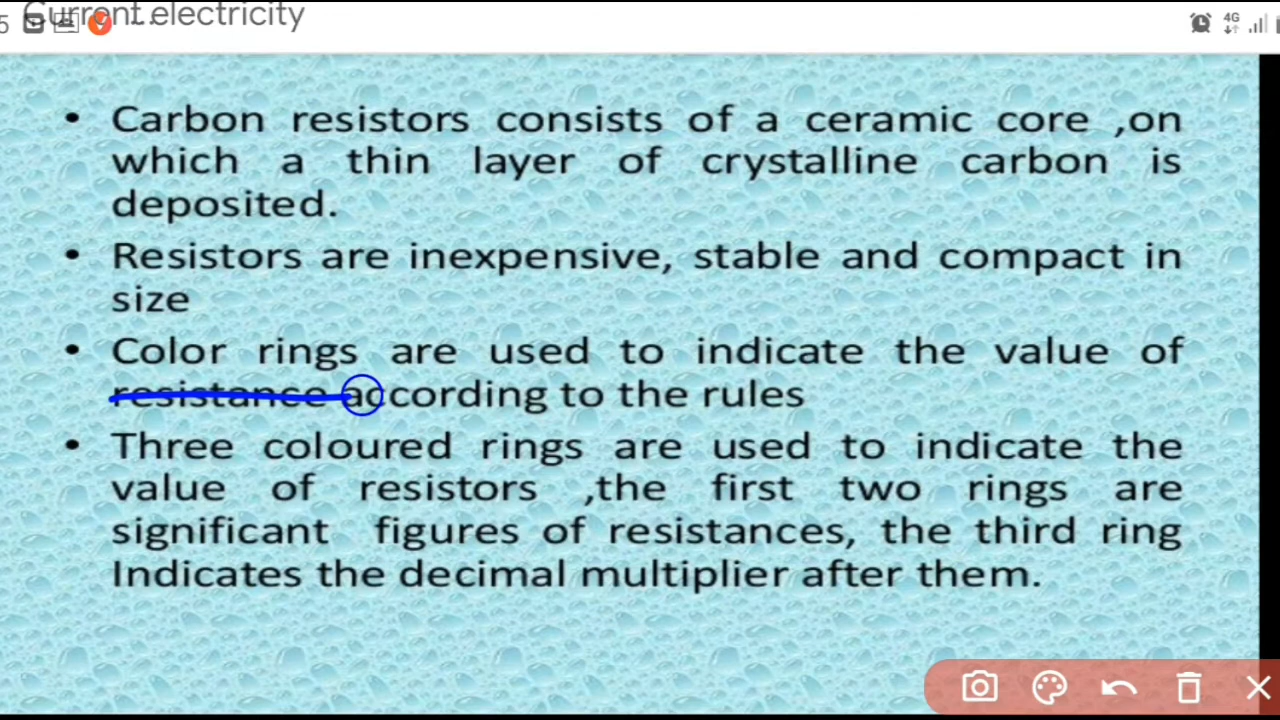 Current electricity
5
4G
• Carbon resistors consists of a ceramic core ,on
which a thin layer of crystalline carbon is
deposited.
• Resistors are inexpensive, stable and compact in
size
• Color rings are used to indicate the value of
resistance according to the rules
• Three coloured rings are used to indicate the
value of resistors ,the first two rings are
significant figures of resistances, the third ring
Indicates the decimal multiplier after them.